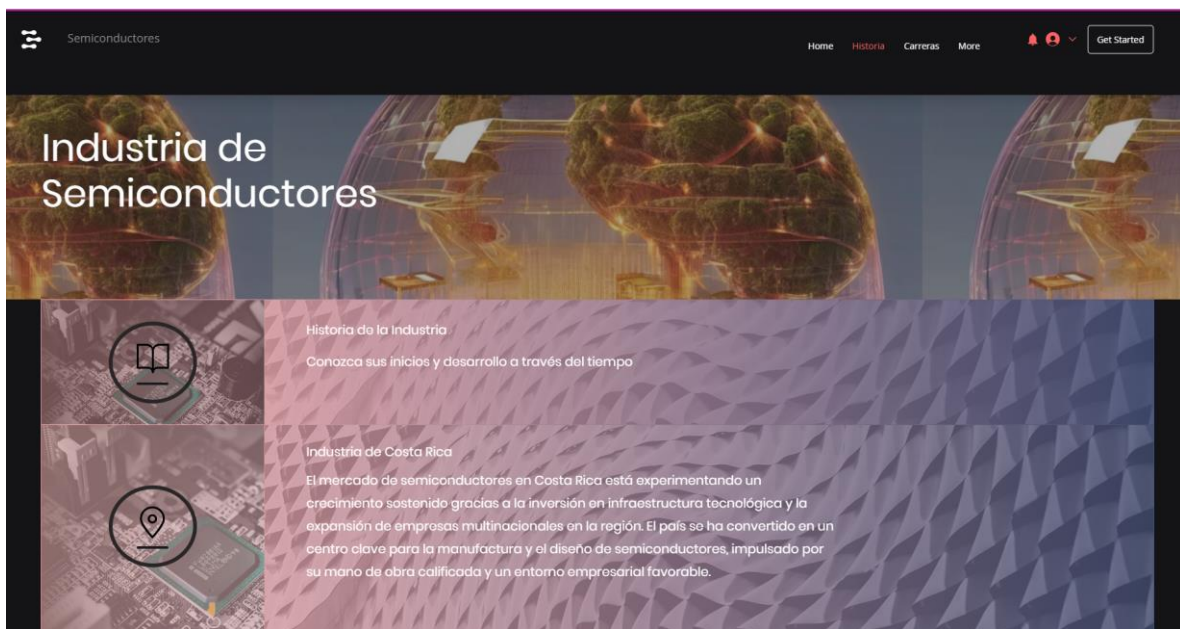 Semiconductores
Home Historia Carreras More Get Started
Industria de
Semiconductores
Historia de la Industria
Conozca sus inicios y desarrollo a través del tiempo
Industria de Costa Rica
El mercado de semiconductores en Costa Rica está experimentando un
crecimiento sostenido gracias a la inversión en infraestructura tecnológica y la
expansión de empresas multinacionales en la región. El país se ha convertido en un
centro clave para la manufactura y el diseño de semiconductores, impulsado por
su mano de obra calificada y un entorno empresarial favorable.